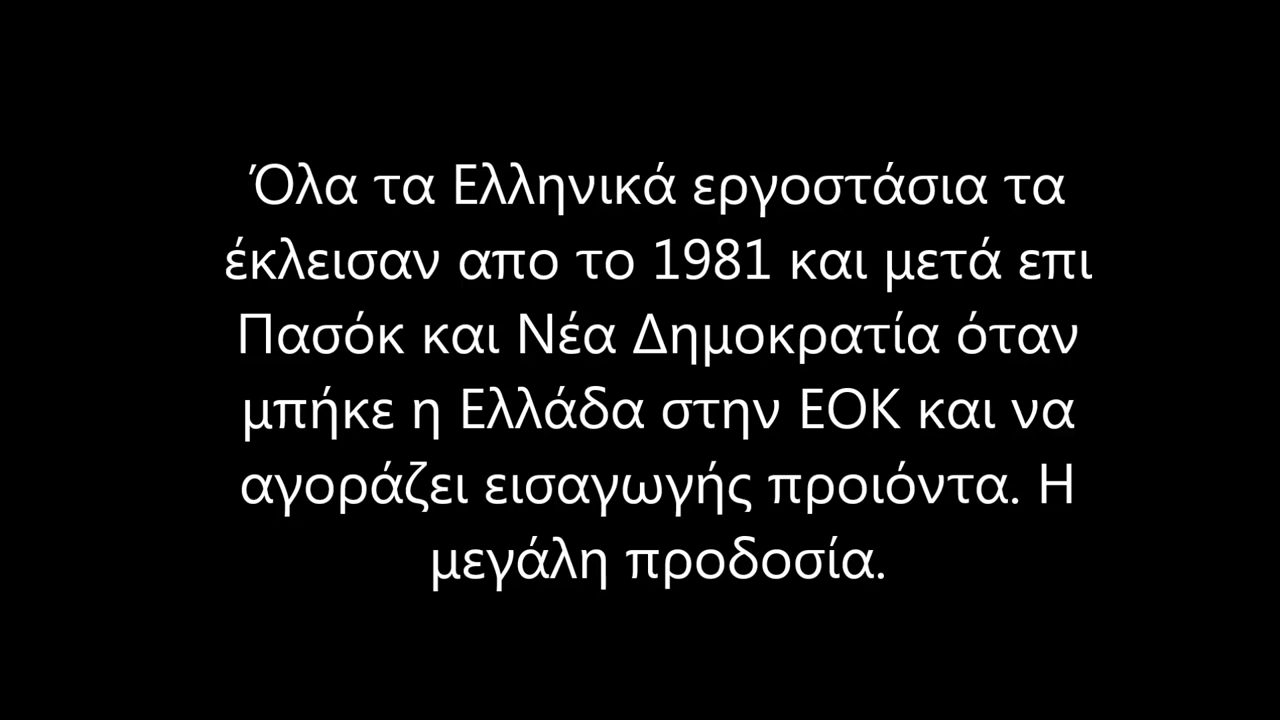 Όλα τα Ελληνικά εργοστάσια τα
έκλεισαν απο το 1981 και μετά επι
Πασόκ και Νέα Δημοκρατία όταν
μπήκε η Ελλάδα στην ΕΟΚ και να
αγοράζει εισαγωγής προιόντα. Η
μεγάλη προδοσία.